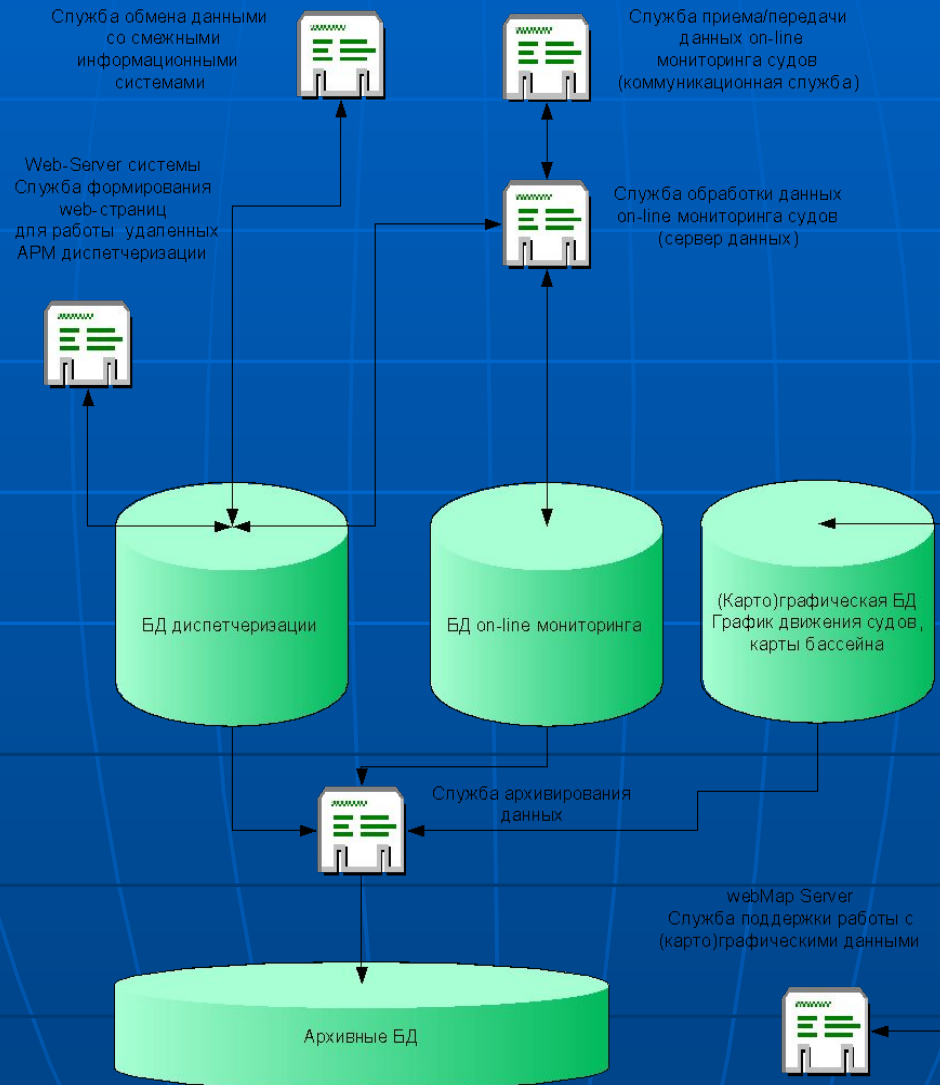 Служба обмена данными
со смежными
информационными
системами
Служба приема/передачи
данных on-line
мониторинга судов
(коммуникационная служба)
Web-Server системы
Служба формирования
web-страниц
для работы удаленных
АРМ диспетчеризации
Служба обработки данных
on-line мониторинга судов
(сервер данных)
БД диспетчеризации
БД on-line мониторинга
(Карто)графическая БД
График движения судов,
карты бассейна
Служба архивирования
данных
webMap Server
Служба поддержки работы с
(карто)графическими данными
Архивные БД